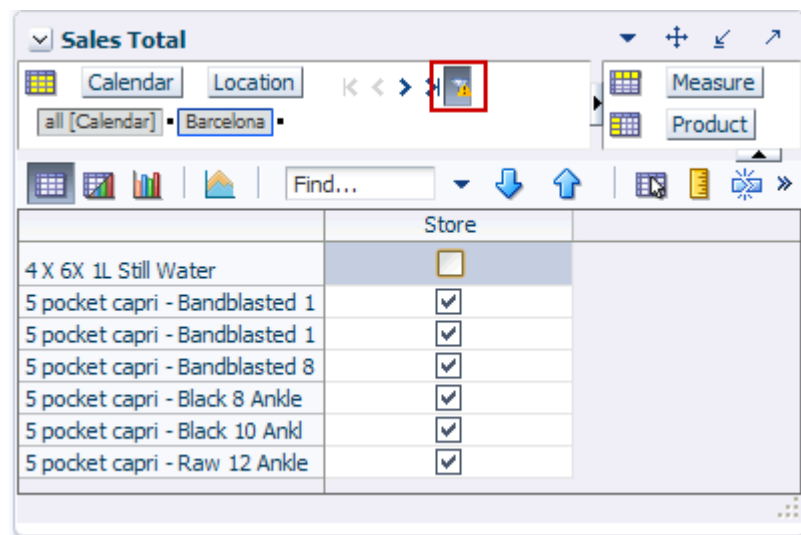 Sales Total
Calendar Location
Measure
all [Calendar] Barcelona
Product
Find...
Store
4 X 6X 1L Still Water
5 pocket capri - Bandblasted 1
5 pocket capri - Bandblasted 1
5 pocket capri - Bandblasted 8
5 pocket capri - Black 8 Ankle
5 pocket capri - Black 10 Ankl
5 pocket capri - Raw 12 Ankle